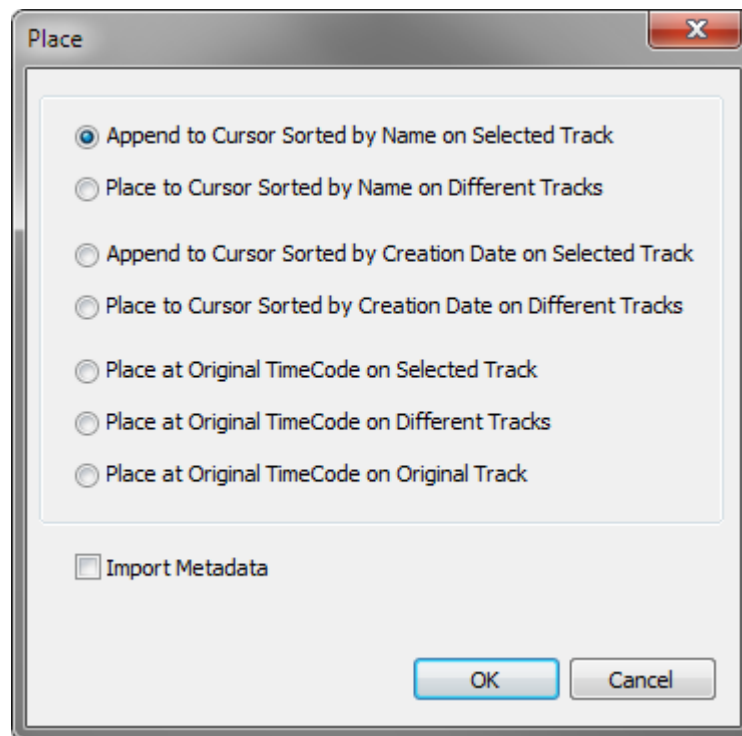 Place
Append to Cursor Sorted by Name on Selected Track
Place to Cursor Sorted by Name on Different Tracks
Append to Cursor Sorted by Creation Date on Selected Track
Place to Cursor Sorted by Creation Date on Different Tracks
Place at Original TimeCode on Selected Track
Place at Original TimeCode on Different Tracks
Place at Original TimeCode on Original Track
Import Metadata
OK Cancel